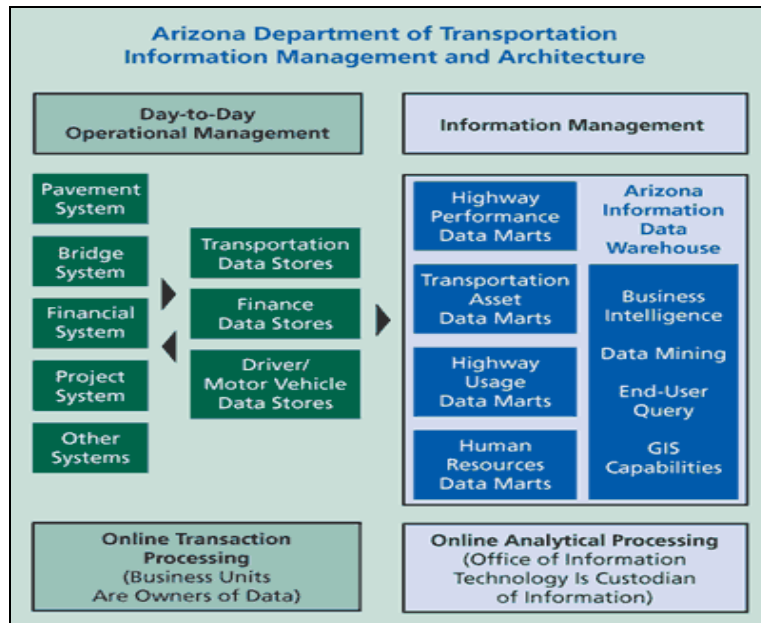 Arizona Department of Transportation
Information Management and Architecture
Day-to-Day
Operational Management
Information Management
Pavement
System
Bridge
System
Financial
System
Project
System
Other
Systems
Transportation
Data Stores
Finance
Data Stores
Driver/
Motor Vehicle
Data Stores
Highway
Performance
Data Marts
Transportation
Asset
Data Marts
Highway
Usage
Data Marts
Human
Resources
Data Marts
Arizona
Information
Data
Warehouse
Business
Intelligence
Data Mining
End-User
Query
GIS
Capabilities
Online Transaction
Processing
(Business Units
Are Owners of Data)
Online Analytical Processing
(Office of Information
Technology Is Custodian
of Information)